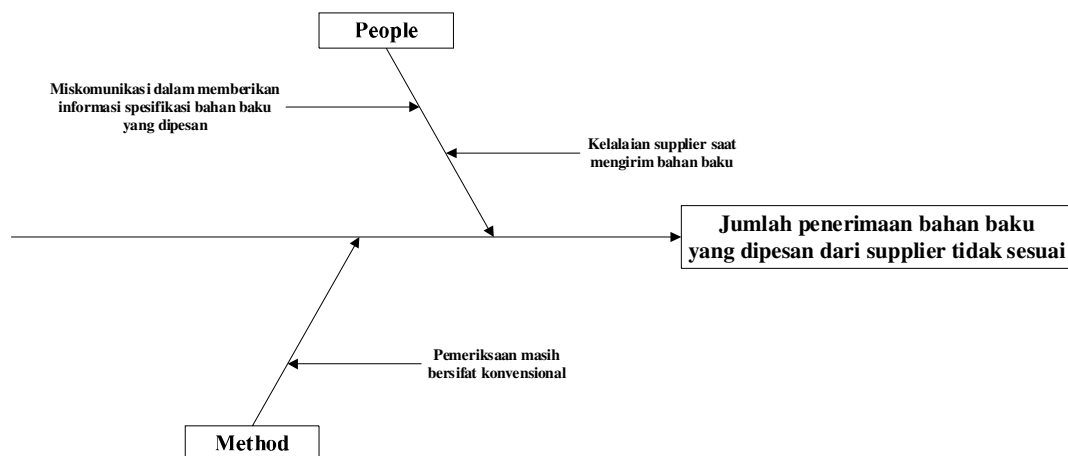 People
Miskomunikasi dalam memberikan
informasi spesifikasi bahan baku
yang dipesan
Kelalaian supplier saat
mengirim bahan baku
Jumlah penerimaan bahan baku
yang dipesan dari supplier tidak sesuai
Pemeriksaan masih
bersifat konvensional
Method